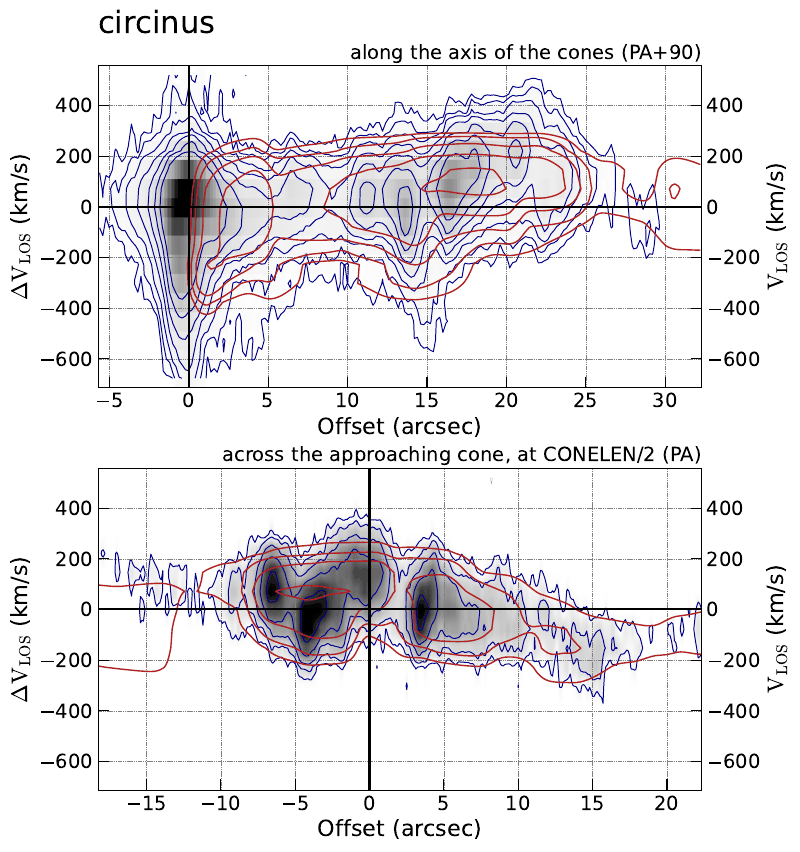 circinus
along the axis of the cones (PA+90)
400 400
200 200
0 0
−200 −200
−400 −400
−600 −600
ΔV_LOS (km/s)
V_LOS (km/s)
−5 0 5 10 15 20 25 30
Offset (arcsec)
across the approaching cone, at CONELEN/2 (PA)
400 400
200 200
0 0
−200 −200
−400 −400
−600 −600
ΔV_LOS (km/s)
V_LOS (km/s)
−15 −10 −5 0 5 10 15 20
Offset (arcsec)